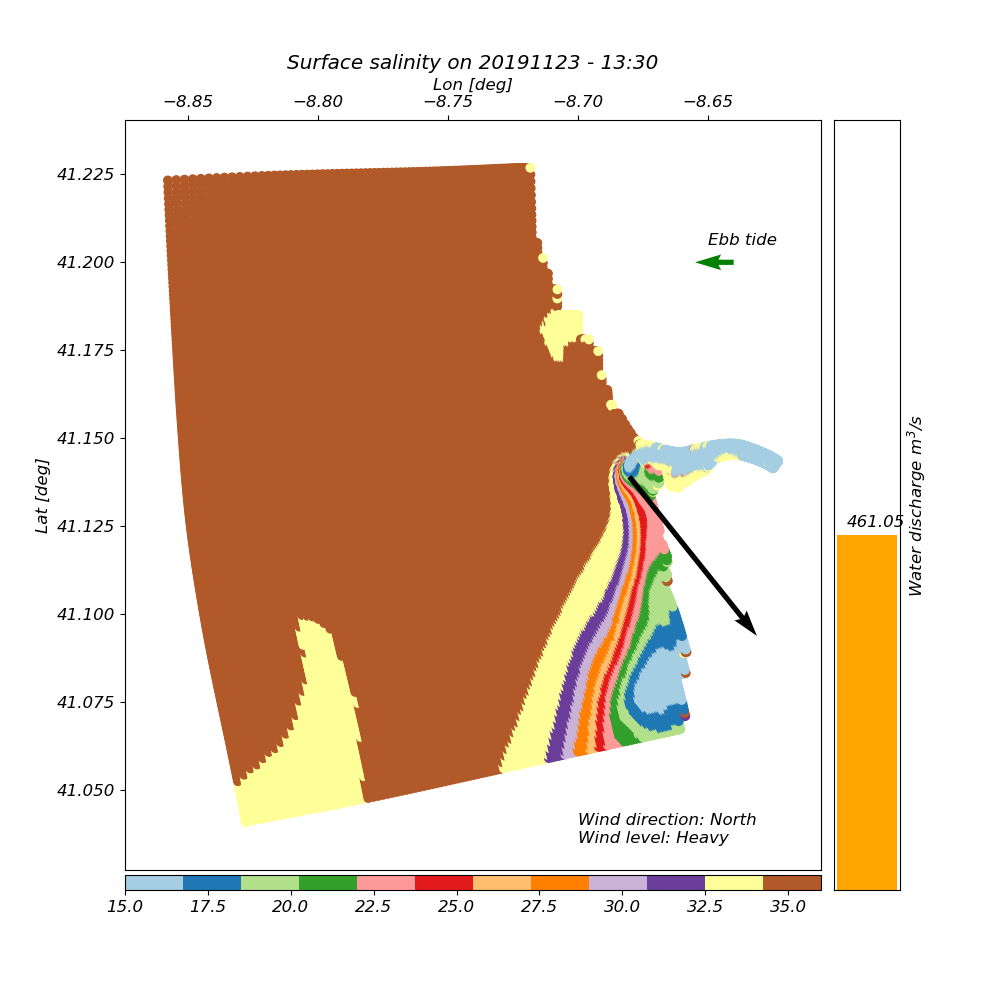 Surface salinity on 20191123 - 13:30
Lon [deg]
−8.85 −8.80 −8.75 −8.70 −8.65
41.225
41.200
41.175
41.150
41.125
41.100
41.075
41.050
Lat [deg]
Ebb tide
461.05
Water discharge m³/s
Wind direction: North
Wind level: Heavy
15.0 17.5 20.0 22.5 25.0 27.5 30.0 32.5 35.0